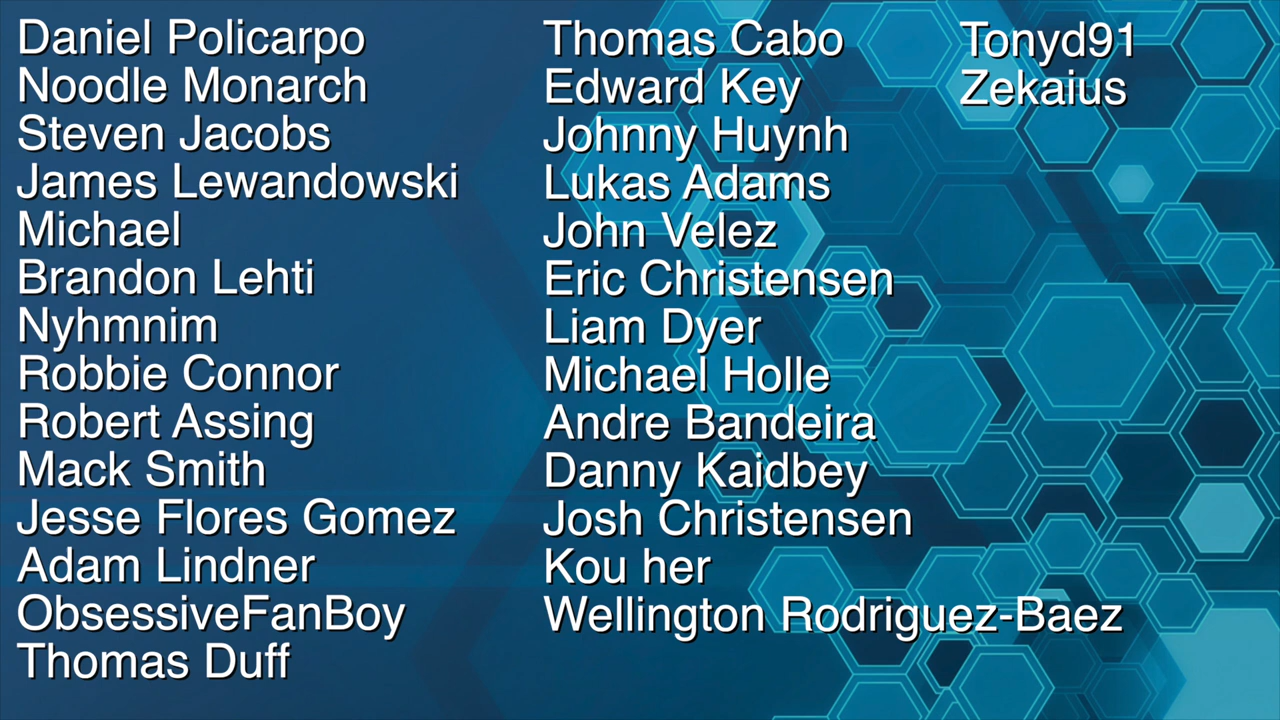 Daniel Policarpo
Noodle Monarch
Steven Jacobs
James Lewandowski
Michael
Brandon Lehti
Nyhmnim
Robbie Connor
Robert Assing
Mack Smith
Jesse Flores Gomez
Adam Lindner
ObsessiveFanBoy
Thomas Duff
Thomas Cabo
Edward Key
Johnny Huynh
Lukas Adams
John Velez
Eric Christensen
Liam Dyer
Michael Holle
Andre Bandeira
Danny Kaidbey
Josh Christensen
Kou her
Wellington Rodriguez-Baez
Tonyd91
Zekaius